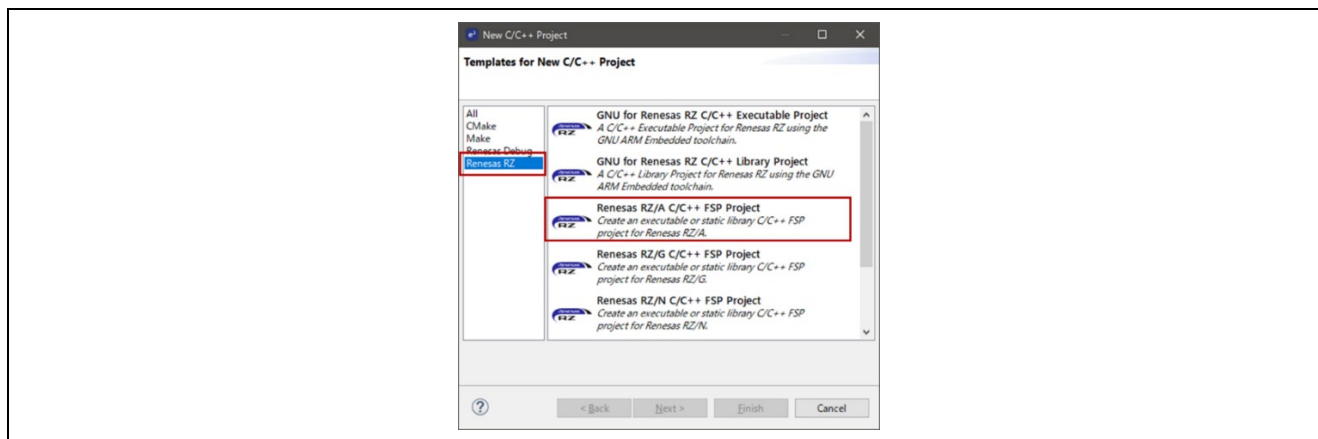 New C/C++ Project
Templates for New C/C++ Project
All
CMake
Make
Renesas Debug
Renesas RZ
GNU for Renesas RZ C/C++ Executable Project
A C/C++ Executable Project for Renesas RZ using the
GNU ARM Embedded toolchain.
GNU for Renesas RZ C/C++ Library Project
A C/C++ Library Project for Renesas RZ using the GNU
ARM Embedded toolchain.
Renesas RZ/A C/C++ FSP Project
Create an executable or static library C/C++ FSP
project for Renesas RZ/A.
Renesas RZ/G C/C++ FSP Project
Create an executable or static library C/C++ FSP
project for Renesas RZ/G.
Renesas RZ/N C/C++ FSP Project
Create an executable or static library C/C++ FSP
project for Renesas RZ/N.
< Back
Next >
Finish
Cancel